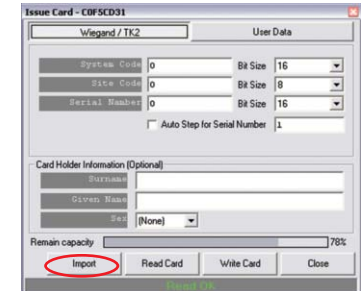 Issue Card - C0F5CD31
Wiegand / TK2 User Data
System Code 0 Bit Size 16
Site Code 0 Bit Size 8
Serial Number 0 Bit Size 16
Auto Step for Serial Number 1
Card Holder Information (Optional)
Surname
Given Name
Sex (None)
Remain capacity 78%
Import Read Card Write Card Close
Read OK